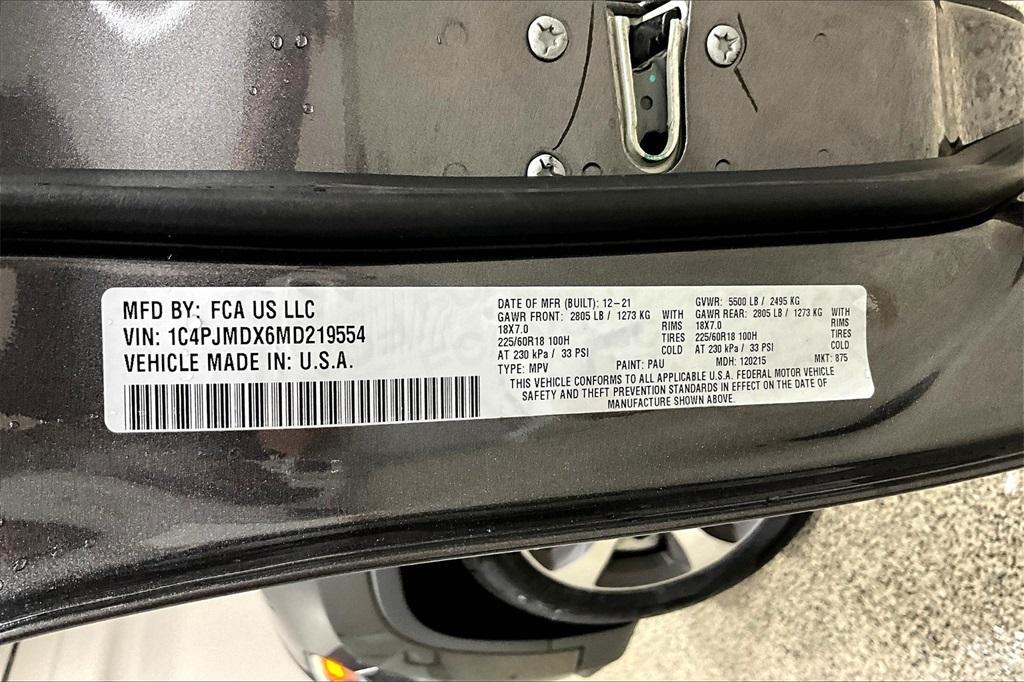 MFD BY: FCA US LLC
VIN: 1C4PJMDX6MD219554
VEHICLE MADE IN: U.S.A.
DATE OF MFR (BUILT): 12-21 GVWR: 5500 LB / 2495 KG
GAWR FRONT: 2805 LB / 1273 KG WITH GAWR REAR: 2805 LB / 1273 KG WITH
18X7.0 RIMS 18X7.0 RIMS
225/60R18 100H TIRES 225/60R18 100H TIRES
AT 230 kPa / 33 PSI COLD AT 230 kPa / 33 PSI COLD
TYPE: MPV PAINT: PAU MDH: 120215 MKT: 875
THIS VEHICLE CONFORMS TO ALL APPLICABLE U.S.A. FEDERAL MOTOR VEHICLE
SAFETY AND THEFT PREVENTION STANDARDS IN EFFECT ON THE DATE OF
MANUFACTURE SHOWN ABOVE.